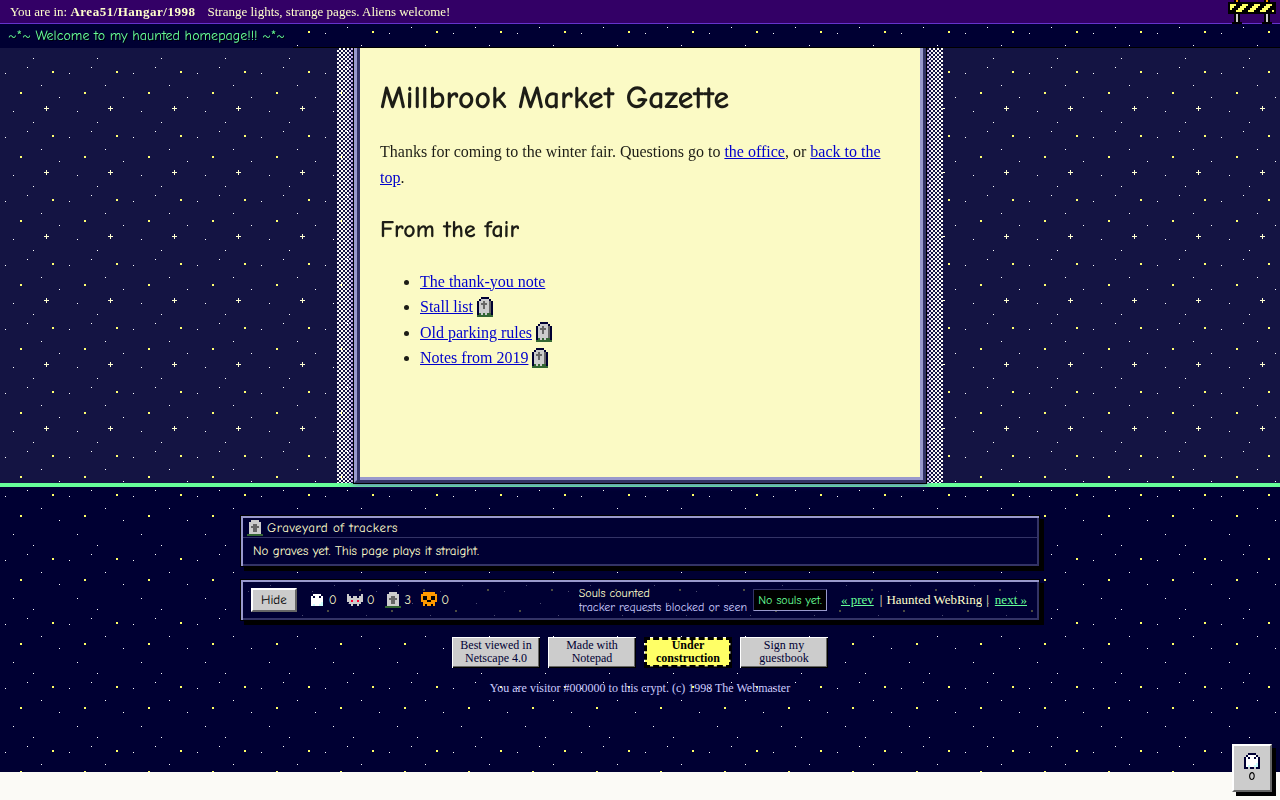 You are in: Area51/Hangar/1998 Strange lights, strange pages. Aliens welcome!
~*~ Welcome to my haunted homepage!!! ~*~
Millbrook Market Gazette
Thanks for coming to the winter fair. Questions go to the office, or back to the
top.
From the fair
The thank-you note
Stall list
Old parking rules
Notes from 2019
Graveyard of trackers
No graves yet. This page plays it straight.
Hide 0 0 3 0
Souls counted
tracker requests blocked or seen
No souls yet.
« prev | Haunted WebRing | next »
Best viewed in
Netscape 4.0
Made with
Notepad
Under
construction
Sign my
guestbook
You are visitor #000000 to this crypt. (c) 1998 The Webmaster
0